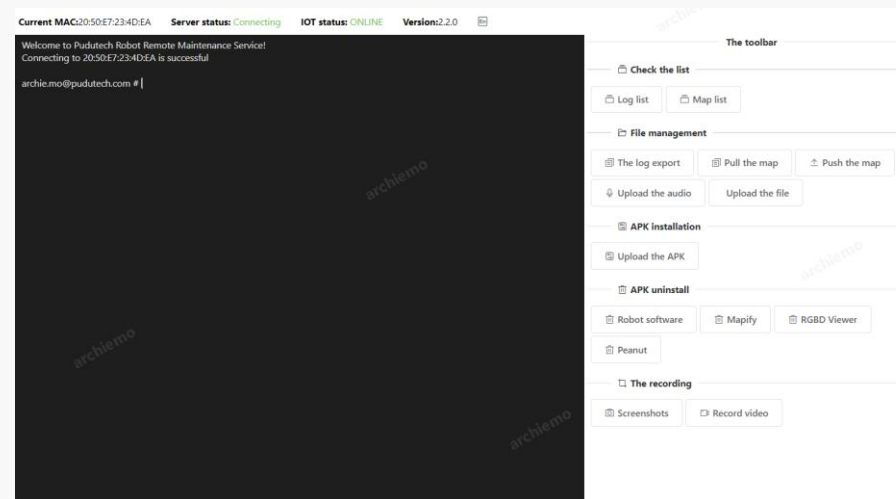 Current MAC:20:50:E7:23:4D:EA Server status: Connecting IOT status: ONLINE Version:2.2.0 En
Welcome to Pudutech Robot Remote Maintenance Service!
Connecting to 20:50:E7:23:4D:EA is successful
archie.mo@pudutech.com #
The toolbar
Check the list
Log list Map list
File management
The log export Pull the map Push the map
Upload the audio Upload the file
APK installation
Upload the APK
APK uninstall
Robot software Mapify RGBD Viewer
Peanut
The recording
Screenshots Record video
archiemo
archiemo
archiemo
archiemo